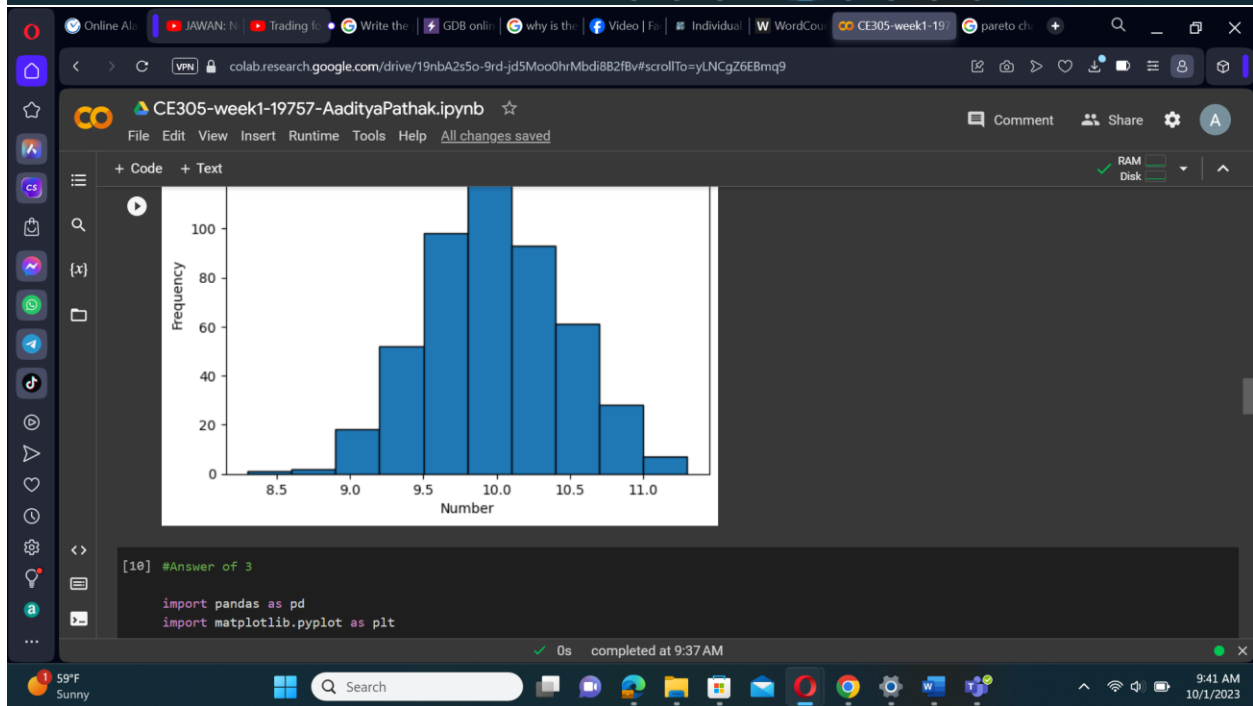 Online Ala
JAWAN: N
Trading fo
Write the
GDB onlin
why is the
Video | Fa
Individual
WordCou
CE305-week1-197
pareto ch
VPN
colab.research.google.com/drive/19nbA2s5o-9rd-jd5Moo0hrMbdi8B2fBv#scrollTo=yLNCgZ6EBmq9
CE305-week1-19757-AadityaPathak.ipynb
File Edit View Insert Runtime Tools Help All changes saved
Comment
Share
A
+ Code + Text
RAM
Disk
CS
{x}
100
80
60
40
20
0
Frequency
8.5 9.0 9.5 10.0 10.5 11.0
Number
[10] #Answer of 3
import pandas as pd
import matplotlib.pyplot as plt
a
0s completed at 9:37 AM
1
59°F
Sunny
Search
9:41 AM
10/1/2023